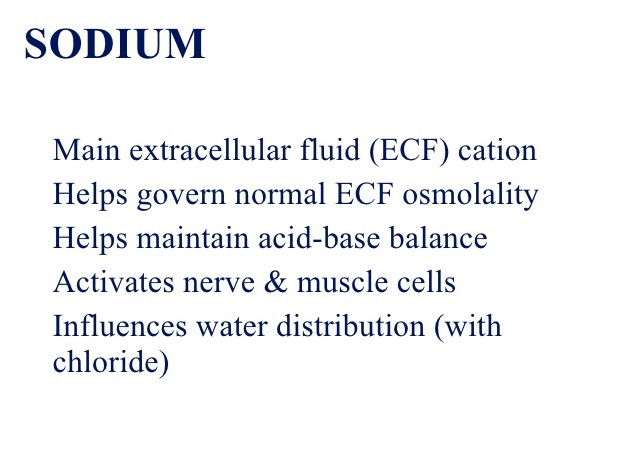 SODIUM
Main extracellular fluid (ECF) cation
Helps govern normal ECF osmolality
Helps maintain acid-base balance
Activates nerve & muscle cells
Influences water distribution (with
chloride)